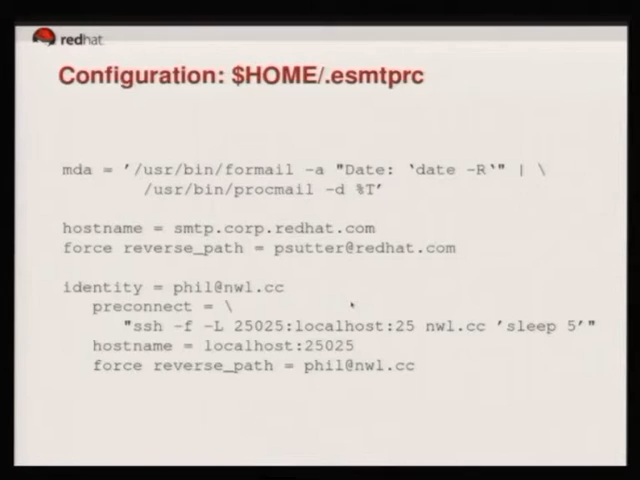 redhat
Configuration: $HOME/.esmtprc
mda = '/usr/bin/formail -a "Date: `date -R`" | \
/usr/bin/procmail -d %T'
hostname = smtp.corp.redhat.com
force reverse_path = psutter@redhat.com
identity = phil@nwl.cc
preconnect = \
"ssh -f -L 25025:localhost:25 nwl.cc 'sleep 5'"
hostname = localhost:25025
force reverse_path = phil@nwl.cc